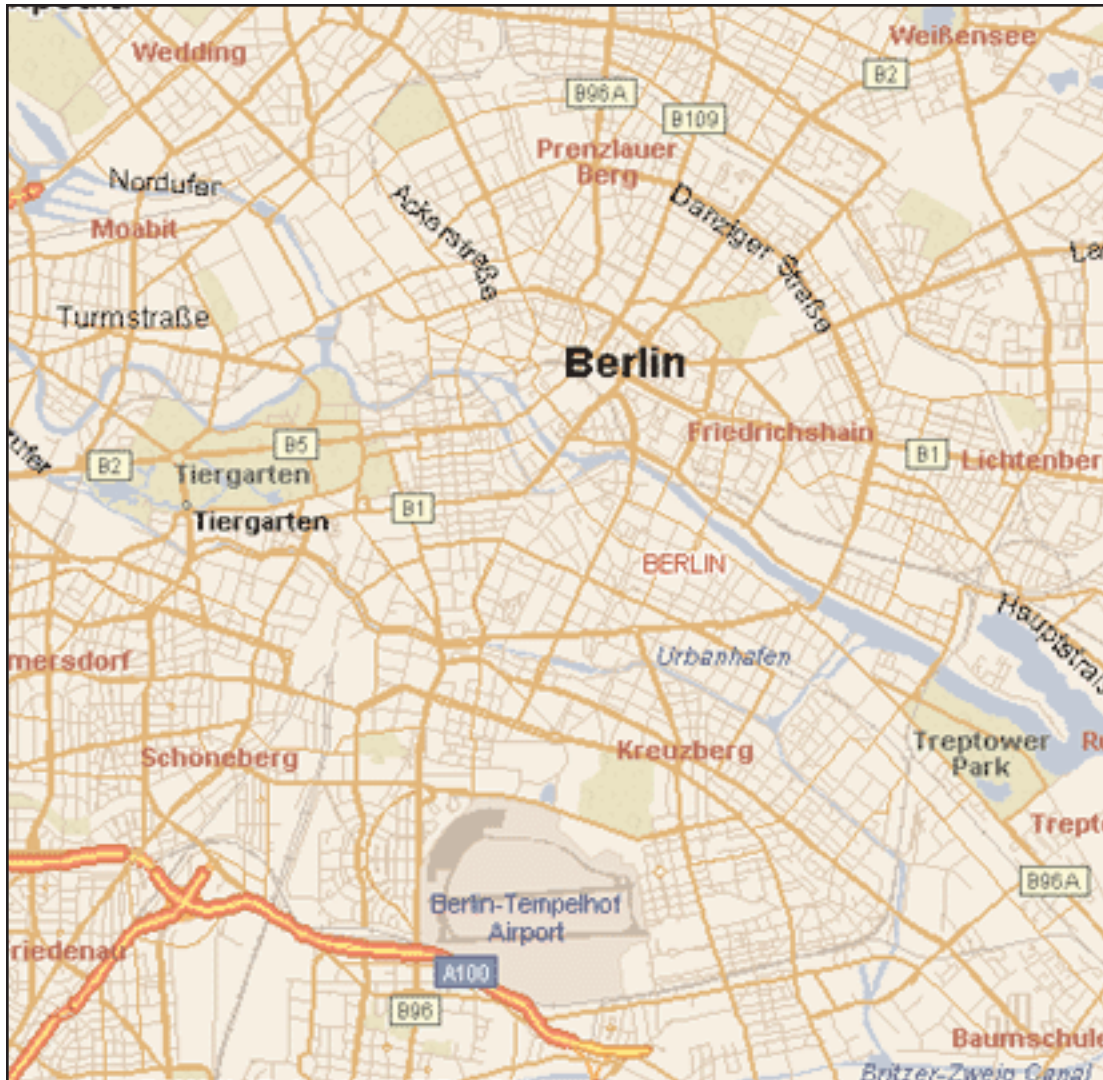 Wedding
Weißensee
B2
B96A
B109
Prenzlauer
Berg
Nordufer
Ackerstraße
Danziger Straße
Moabit
Turmstraße
Berlin
Friedrichshain
B5
B2
Tiergarten
B1
Lichtenber
B1
Tiergarten
BERLIN
Hauptstraß
mersdorf
Urbanhafen
Schöneberg
Kreuzberg
Treptower
Park
Trept
B96A
Berlin-Tempelhof
Airport
riedenau
A100
B96
Baumschule
Britzer-Zweig Canal